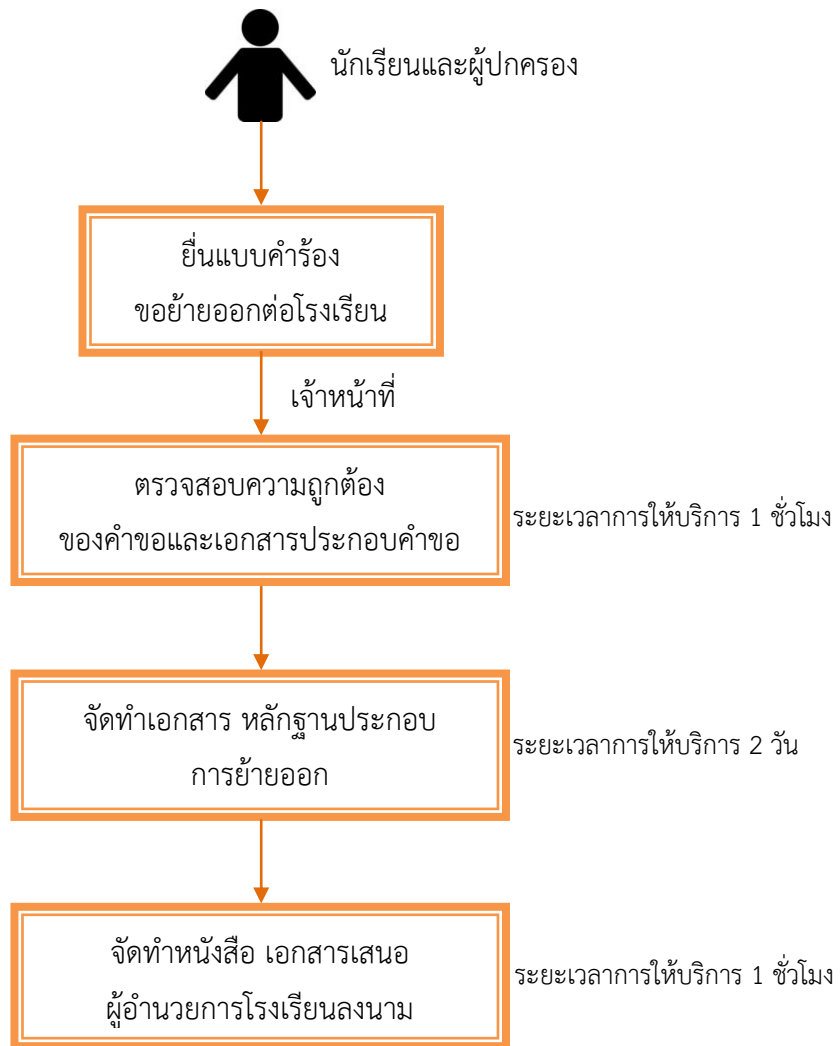 นักเรียนและผู้ปกครอง
ยื่นแบบคำร้อง
ขอย้ายออกต่อโรงเรียน
เจ้าหน้าที่
ตรวจสอบความถูกต้อง
ของคำขอและเอกสารประกอบคำขอ
ระยะเวลาการให้บริการ 1 ชั่วโมง
จัดทำเอกสาร หลักฐานประกอบ
การย้ายออก
ระยะเวลาการให้บริการ 2 วัน
จัดทำหนังสือ เอกสารเสนอ
ผู้อำนวยการโรงเรียนลงนาม
ระยะเวลาการให้บริการ 1 ชั่วโมง